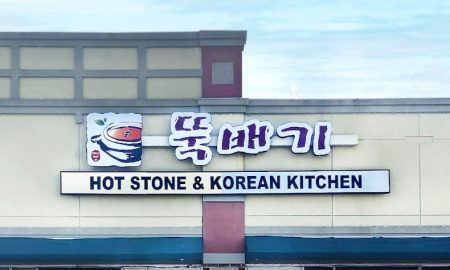 뚝배기
HOT STONE & KOREAN KITCHEN